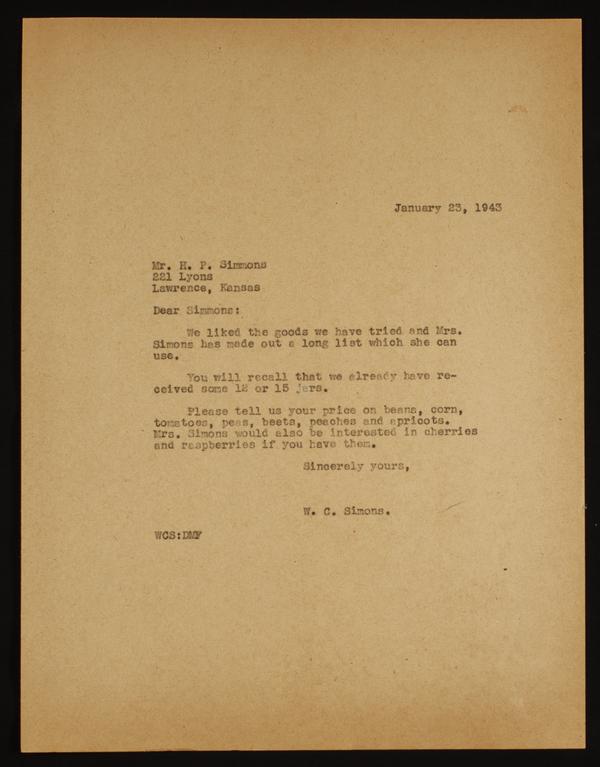 January 23, 1943
Mr. H. P. Simmons
221 Lyons
Lawrence, Kansas
Dear Simmons:
We liked the goods we have tried and Mrs.
Simons has made out a long list which she can
use.
You will recall that we already have re-
ceived some 12 or 15 jars.
Please tell us your price on beans, corn,
tomatoes, peas, beets, peaches and apricots.
Mrs. Simons would also be interested in cherries
and raspberries if you have them.
Sincerely yours,
W. C. Simons.
WCS:DMF